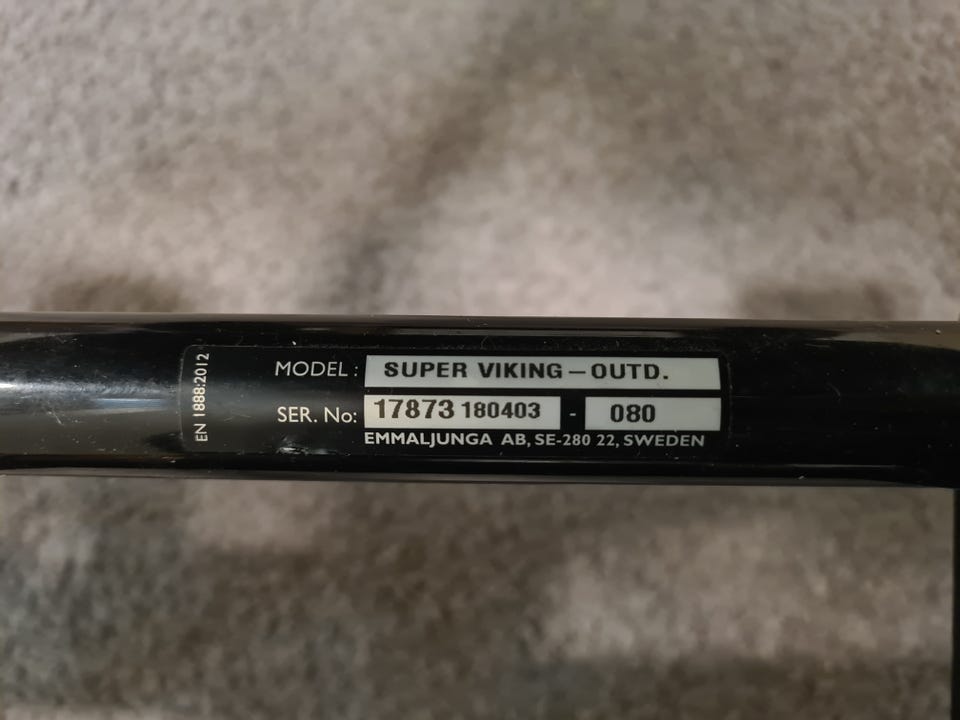 EN 1888:2012
MODEL : SUPER VIKING – OUTD.
SER. No: 17873 180403 - 080
EMMALJUNGA AB, SE-280 22, SWEDEN